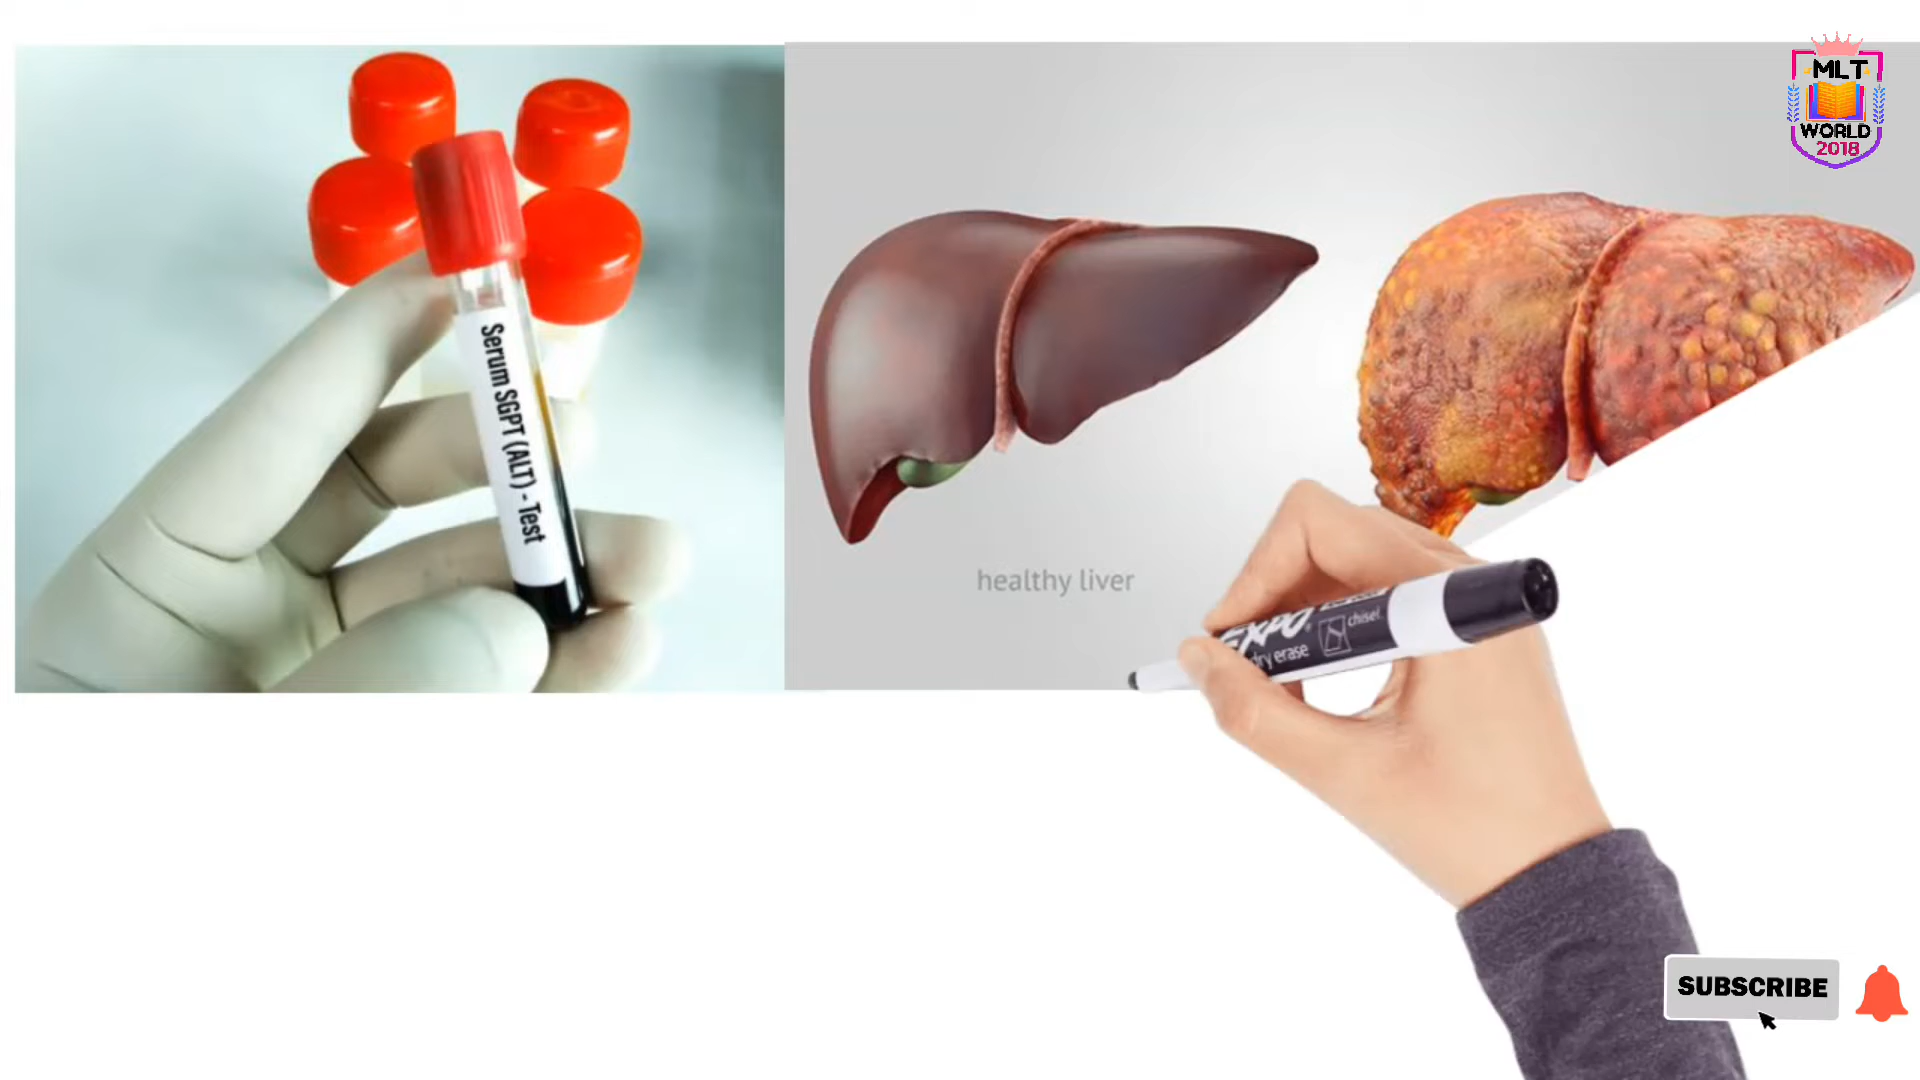 MLT
WORLD
2018
Serum SGPT (ALT) - Test
healthy liver
EXPO
chisel
dry erase
SUBSCRIBE